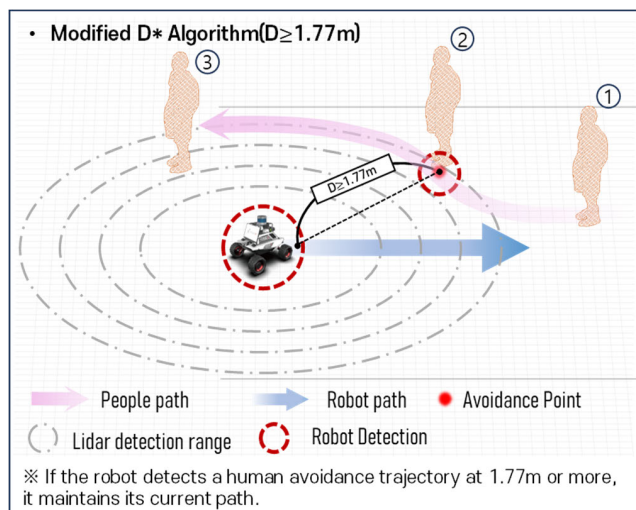 • Modified D* Algorithm(D≥1.77m)
③
②
①
D≥1.77m
People path
Robot path
Avoidance Point
Lidar detection range
Robot Detection
※ If the robot detects a human avoidance trajectory at 1.77m or more,
it maintains its current path.